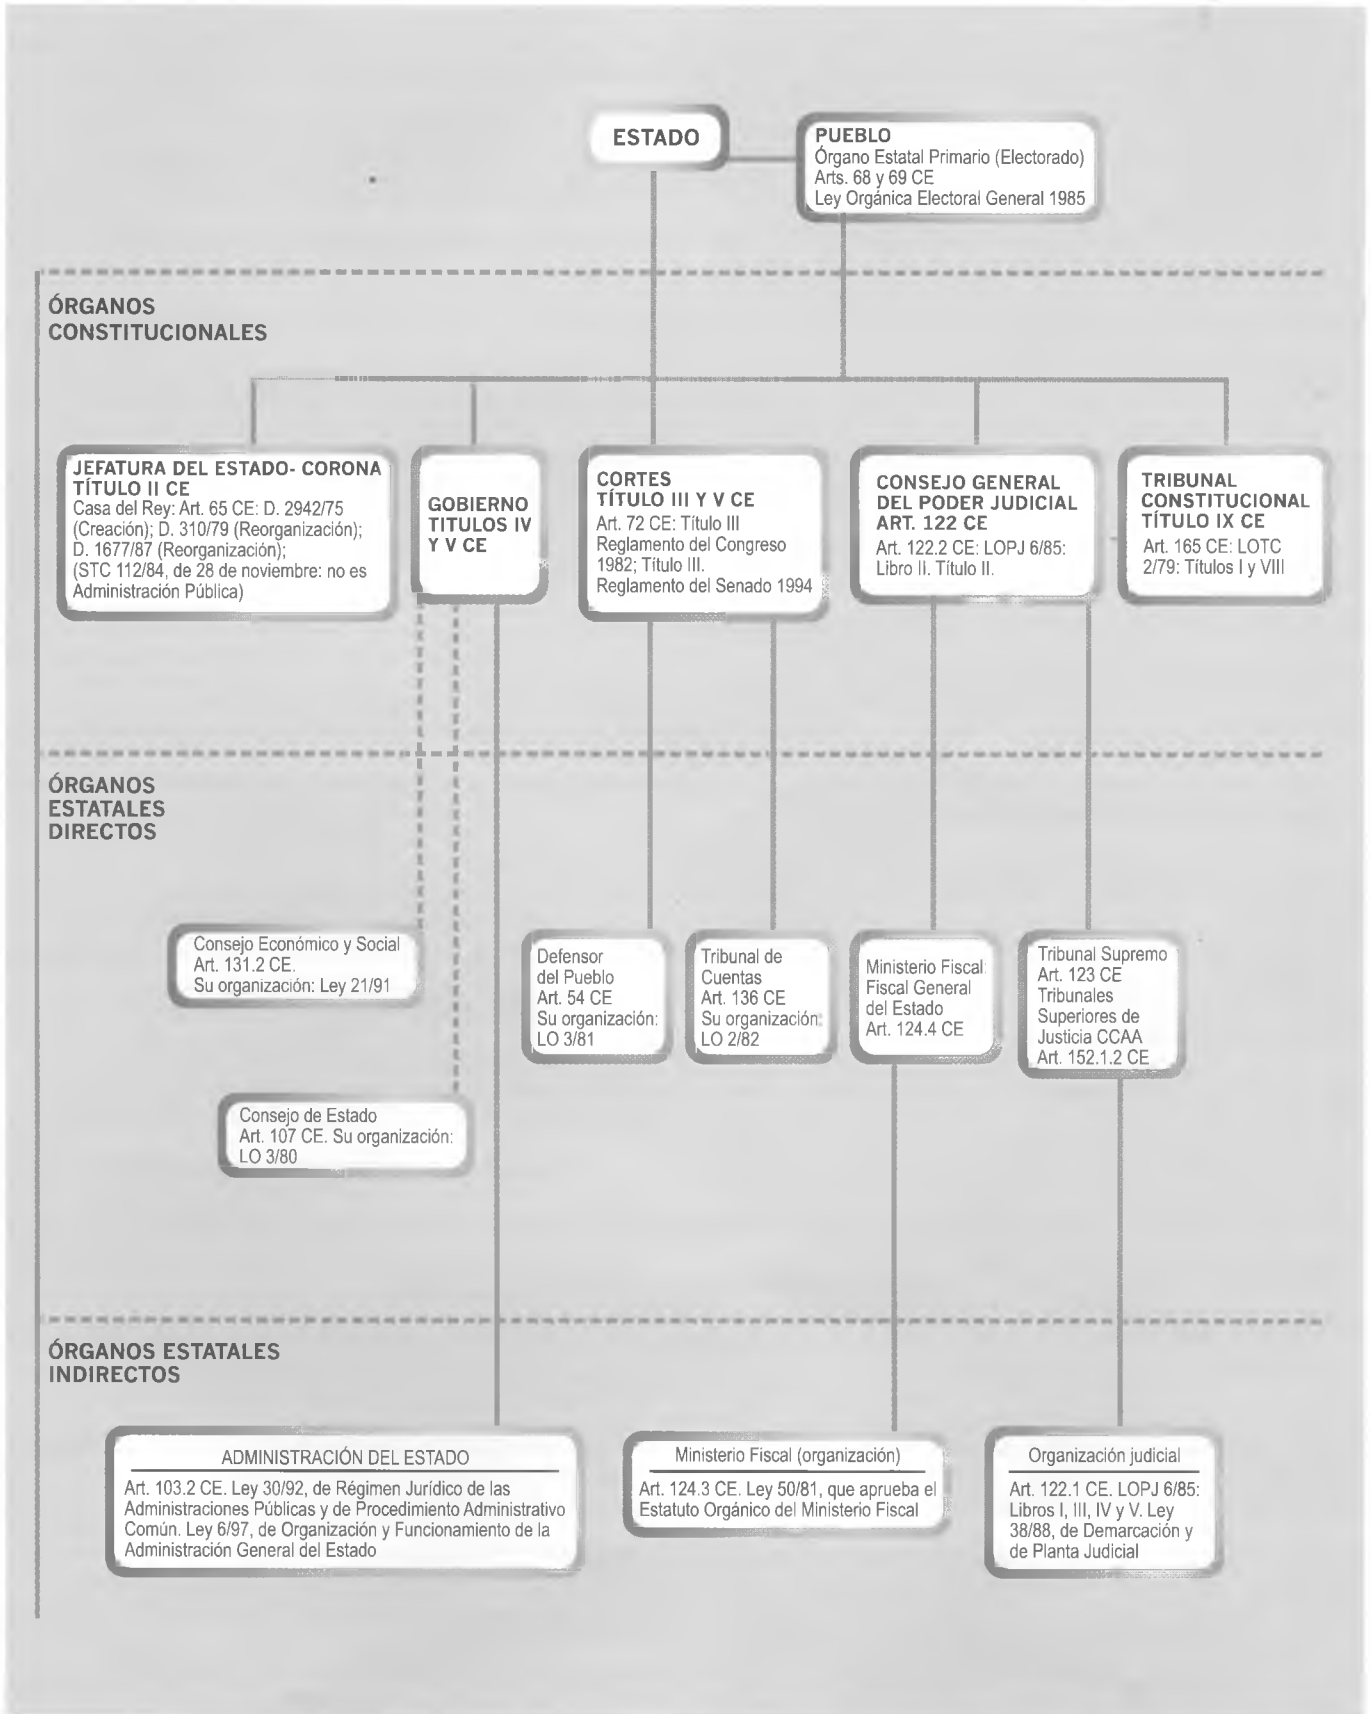 ESTADO
PUEBLO
Órgano Estatal Primario (Electorado)
Arts. 68 y 69 CE
Ley Orgánica Electoral General 1985
ÓRGANOS
CONSTITUCIONALES
JEFATURA DEL ESTADO- CORONA
TÍTULO II CE
Casa del Rey: Art. 65 CE: D. 2942/75
(Creación); D. 310/79 (Reorganización);
D. 1677/87 (Reorganización);
(STC 112/84, de 28 de noviembre: no es
Administración Pública)
GOBIERNO
TITULOS IV
Y V CE
CORTES
TÍTULO III Y V CE
Art. 72 CE: Título III
Reglamento del Congreso
1982; Título III.
Reglamento del Senado 1994
CONSEJO GENERAL
DEL PODER JUDICIAL
ART. 122 CE
Art. 122.2 CE: LOPJ 6/85:
Libro II. Título II.
TRIBUNAL
CONSTITUCIONAL
TÍTULO IX CE
Art. 165 CE: LOTC
2/79: Títulos I y VIII
ÓRGANOS
ESTATALES
DIRECTOS
Consejo Económico y Social
Art. 131.2 CE.
Su organización: Ley 21/91
Defensor
del Pueblo
Art. 54 CE
Su organización:
LO 3/81
Tribunal de
Cuentas
Art. 136 CE
Su organización:
LO 2/82
Ministerio Fiscal:
Fiscal General
del Estado
Art. 124.4 CE
Tribunal Supremo
Art. 123 CE
Tribunales
Superiores de
Justicia CCAA
Art. 152.1.2 CE
Consejo de Estado
Art. 107 CE. Su organización:
LO 3/80
ÓRGANOS ESTATALES
INDIRECTOS
ADMINISTRACIÓN DEL ESTADO
Art. 103.2 CE. Ley 30/92, de Régimen Jurídico de las
Administraciones Públicas y de Procedimiento Administrativo
Común. Ley 6/97, de Organización y Funcionamiento de la
Administración General del Estado
Ministerio Fiscal (organización)
Art. 124.3 CE. Ley 50/81, que aprueba el
Estatuto Orgánico del Ministerio Fiscal
Organización judicial
Art. 122.1 CE. LOPJ 6/85:
Libros I, III, IV y V. Ley
38/88, de Demarcación y
de Planta Judicial